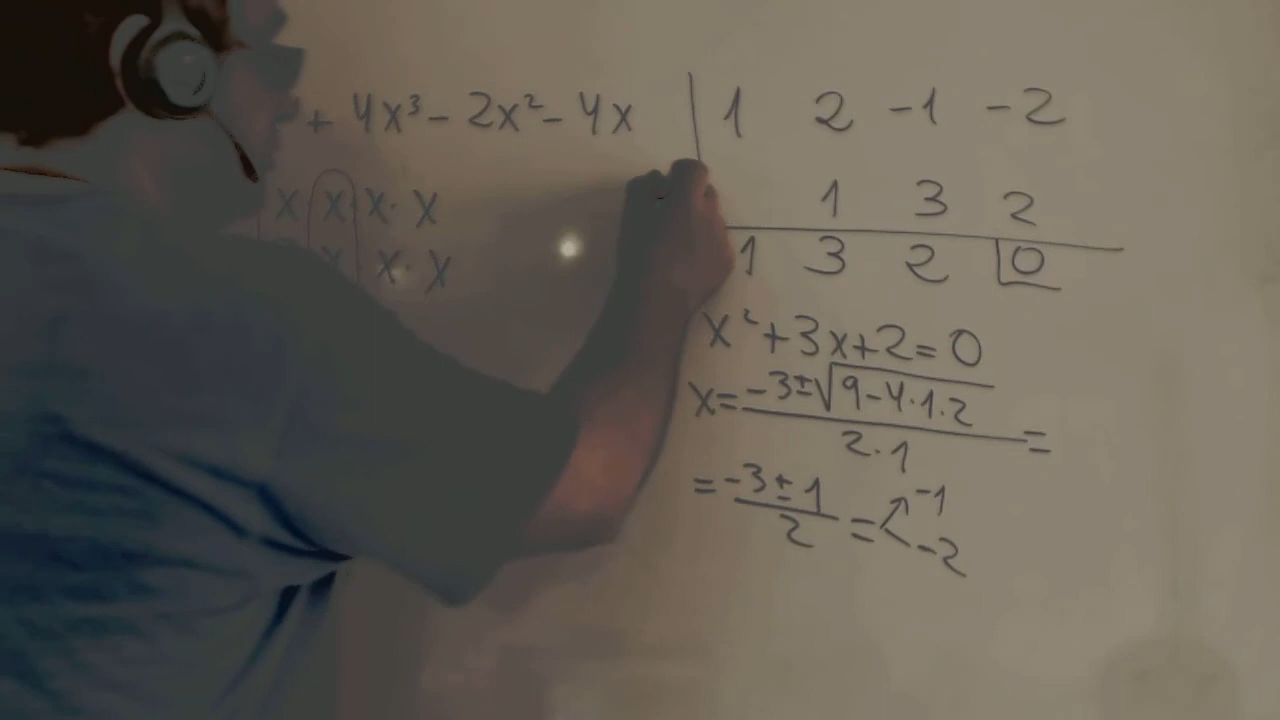 + 4x³ - 2x² - 4x
x x · x · x
x x · x
1 2 -1 -2
1 3 2
1 3 2 0
x² + 3x + 2 = 0
x = -3 ± √9 - 4 · 1 · 2 / 2 · 1 =
= -3 ± 1 / 2 = -1 -2